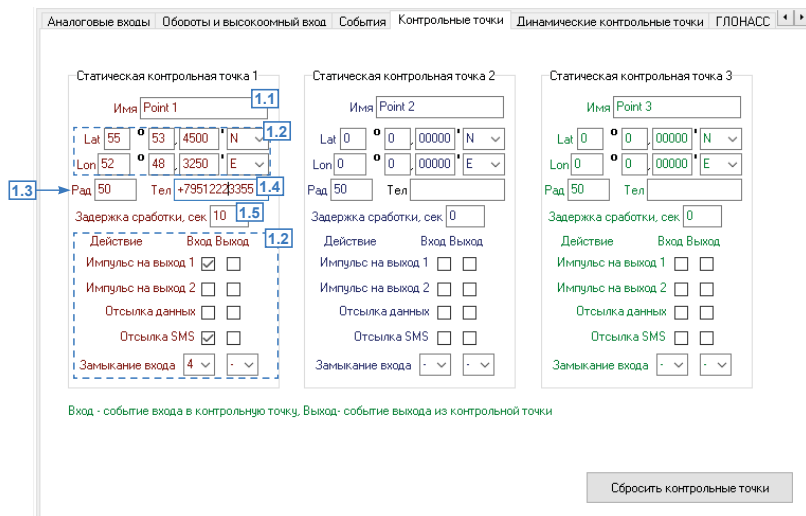 Аналоговые входы Обороты и высокоомный вход События Контрольные точки Динамические контрольные точки ГЛОНАСС
Статическая контрольная точка 1
Имя Point 1 1.1
Lat 55 ° 53 , 4500 ' N 1.2
Lon 52 ° 48 , 3250 ' E
1.3 Рад 50 Тел +79512223355 1.4
Задержка сработки, сек 10 1.5
1.2
Действие Вход Выход
Импульс на выход 1
Импульс на выход 2
Отсылка данных
Отсылка SMS
Замыкание входа 4 -
Статическая контрольная точка 2
Имя Point 2
Lat 0 ° 0 , 00000 ' N
Lon 0 0 , 00000 E
Рад 50 Тел
Задержка сработки, сек 0
Действие Вход Выход
Импульс на выход 1
Импульс на выход 2
Отсылка данных
Отсылка SMS
Замыкание входа - -
Статическая контрольная точка 3
Имя Point 3
Lat 0 ° 0 , 00000 ' N
Lon 0 ° 0 , 00000 ' E
Рад 50 Тел
Задержка сработки, сек 0
Действие Вход Выход
Импульс на выход 1
Импульс на выход 2
Отсылка данных
Отсылка SMS
Замыкание входа - -
Вход - событие входа в контрольную точку, Выход- событие выхода из контрольной точки
Сбросить контрольные точки